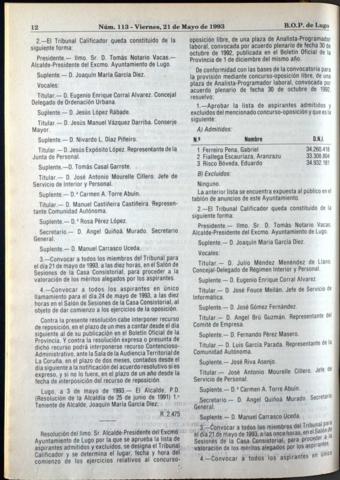 12 Núm. 113 - Viernes, 21 de Mayo de 1993 B.O.P. de Lugo
2.—El Tribunal Calificador queda constituido de la
siguiente forma:
Presidente.— Ilmo. Sr. D. Tomás Notario Vacas.—
Alcalde-Presidente del Excmo. Ayuntamiento de Lugo.
Suplente.— D. Joaquín María García Díez.
Vocales:
Titular.— D. Eugenio Enrique Corral Alvarez. Concejal
Delegado de Ordenación Urbana.
Suplente.— D. Jesús López Rábade.
Titular.— D. Jesús Manuel Vázquez Darriba. Conserje
Mayor.
Suplente.— D. Nivardo L. Díaz Piñeiro.
Titular.— D. Jesús Expósito López. Representante de la
Junta de Personal.
Suplente.—D. Tomás Casal Garrote.
Titular.— D. José Antonio Mourelle Cillero. Jefe de
Servicio de Interior y Personal.
Suplente.— D.ª Carmen A. Torre Abuín.
Titular.— D. Manuel Castiñeira Castiñeira. Represen-
tante Comunidad Autónoma.
Suplente.— D.ª Rosa Pérez López.
Secretario.— D. Angel Quiñoá. Murado. Secretario
General.
Suplente.— D. Manuel Carrasco Uceda.
3.—Convocar a todos los miembros del Tribunal para
el día 21 de mayo de 1993, a las diez horas, en el Salón de
Sesiones de la Casa Consistorial, para proceder a la
valoración de los méritos alegados por los aspirantes.
4.—Convocar a todos los aspirantes en único
llamamiento para el día 24 de mayo de 1993, a las diez
horas en el Salón de Sesiones de la Casa Consistorial, al
objeto de dar comienzo a los ejercicios de la oposición.
Contra la presente resolución cabe interponer recurso
de reposición, en el plazo de un mes a contar desde el día
siguiente al de su publicación en el Boletín Oficial de la
Provincia. Y contra la resolución expresa o presunta de
dicho recurso podrá interponerse recurso Contencioso-
Administrativo, ante la Sala de la Audiencia Territorial de
La Coruña, en el plazo de dos meses, contados desde el
día siguiente a la notificación del acuerdo resolutivo si es
expreso, y si no lo fuere, en el plazo de un año desde la
fecha de interposición del recurso de reposición.
Lugo, a 3 de mayo de 1993.— El Alcalde, P.D.
(Resolución de la Alcaldía de 25 de junio de 1991) 1.º
Teniente de Alcalde, Joaquín María García Díez.
R. 2.475
Resolución del Ilmo. Sr. Alcalde-Presidente del Excmo.
Ayuntamiento de Lugo por la que se aprueba la lista de
aspirantes admitidos y excluidos, se designa el Tribunal
Calificador y se determina el lugar, fecha y hora del
comienzo de los ejercicios relativos al concurso-
oposición libre, de una plaza de Analista-Programador
laboral, convocada por acuerdo plenario de fecha 30 de
octubre de 1992, publicada en el Boletín Oficial de la
Provincia de 1 de diciembre del mismo año.
De conformidad con las bases de la convocatoria para
la provisión mediante concurso-oposición libre, de una
plaza de Analista-Programador laboral, convocada por
acuerdo plenario de fecha 30 de octubre de 1992,
resuelvo:
1.—Aprobar la lista de aspirantes admitidos y
excluidos del mencionado concurso-oposición y que es la
siguiente:
A) Admitidos:
N.º Nombre D.N.I.
1 Ferreiro Pena, Gabriel 34.260.418
2 Fiallega Escauriaza, Aranzazu 33.308.804
3 Risco Boveda, Eduardo 34.932.181
B) Excluidos:
Ninguno.
La anterior lista se encuentra expuesta al público en el
tablón de anuncios de este Ayuntamiento.
2.—El Tribunal Calificador queda constituido de la
siguiente forma:
Presidente.— Ilmo. Sr. D. Tomás Notario Vacas.
Alcalde-Presidente del Excmo. Ayuntamiento de Lugo.
Suplente.— D. Joaquín María García Díez.
Vocales:
Titular.— D. Julio Méndez Menéndez de Llano.
Concejal-Delegado de Régimen Interior y Personal.
Suplente.— D. Eugenio Enrique Corral Alvarez.
Titular.— D. José Fouce Meilán. Jefe de Servicio de
Informática.
Suplente.— D. José Gómez Fernández.
Titular.— D. Angel Brú Guzmán. Representante del
Comité de Empresa.
Suplente.— D. Fernando Pérez Masero.
Titular.— D. Luis García Parada. Representante de la
Comunidad Autónoma.
Suplente.— José Riva Asenjo.
Titular.— José Antonio Mourelle Cillero. Jefe de
Servicio de Personal.
Suplente.— D.ª Carmen A. Torre Abuín.
Secretario.— D. Angel Quiñoá Murado. Secretario
General.
Suplente.— D. Manuel Carrasco Uceda.
3.—Convocar a todos los miembros del Tribunal para
el día 21 de mayo de 1993, a las once horas, en el Salón de
Sesiones de la Casa Consistorial, para proceder a la
valoración de los méritos alegados por los aspirantes.
4.—Convocar a todos los aspirantes en único